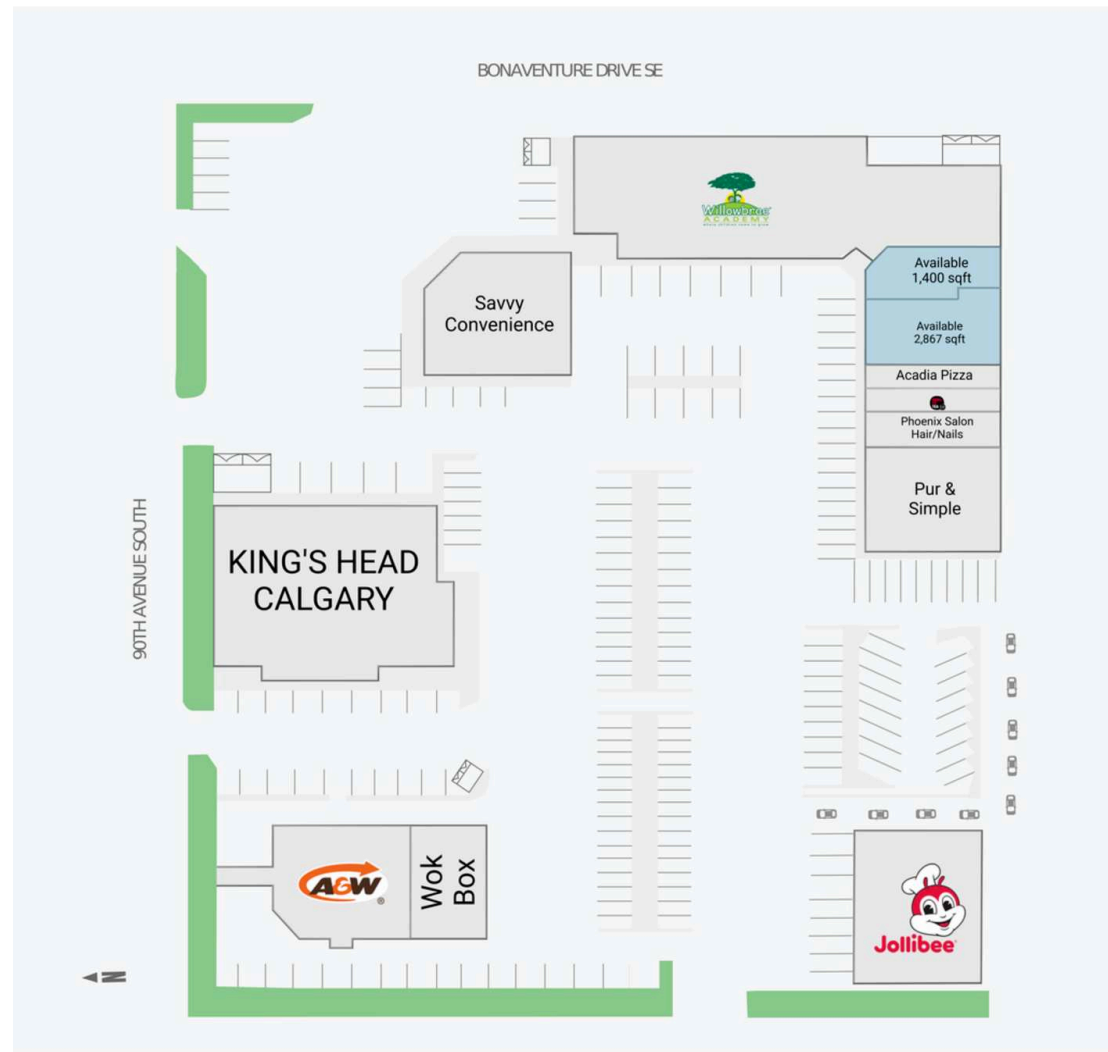 BONAVENTURE DRIVE SE
Willowbrae
ACADEMY
Available
1,400 sqft
Savvy
Convenience
Available
2,867 sqft
Acadia Pizza
Phoenix Salon
Hair/Nails
Pur &
Simple
90TH AVENUE SOUTH
KING'S HEAD
CALGARY
A&W
®
Wok
Box
Jollibee
N